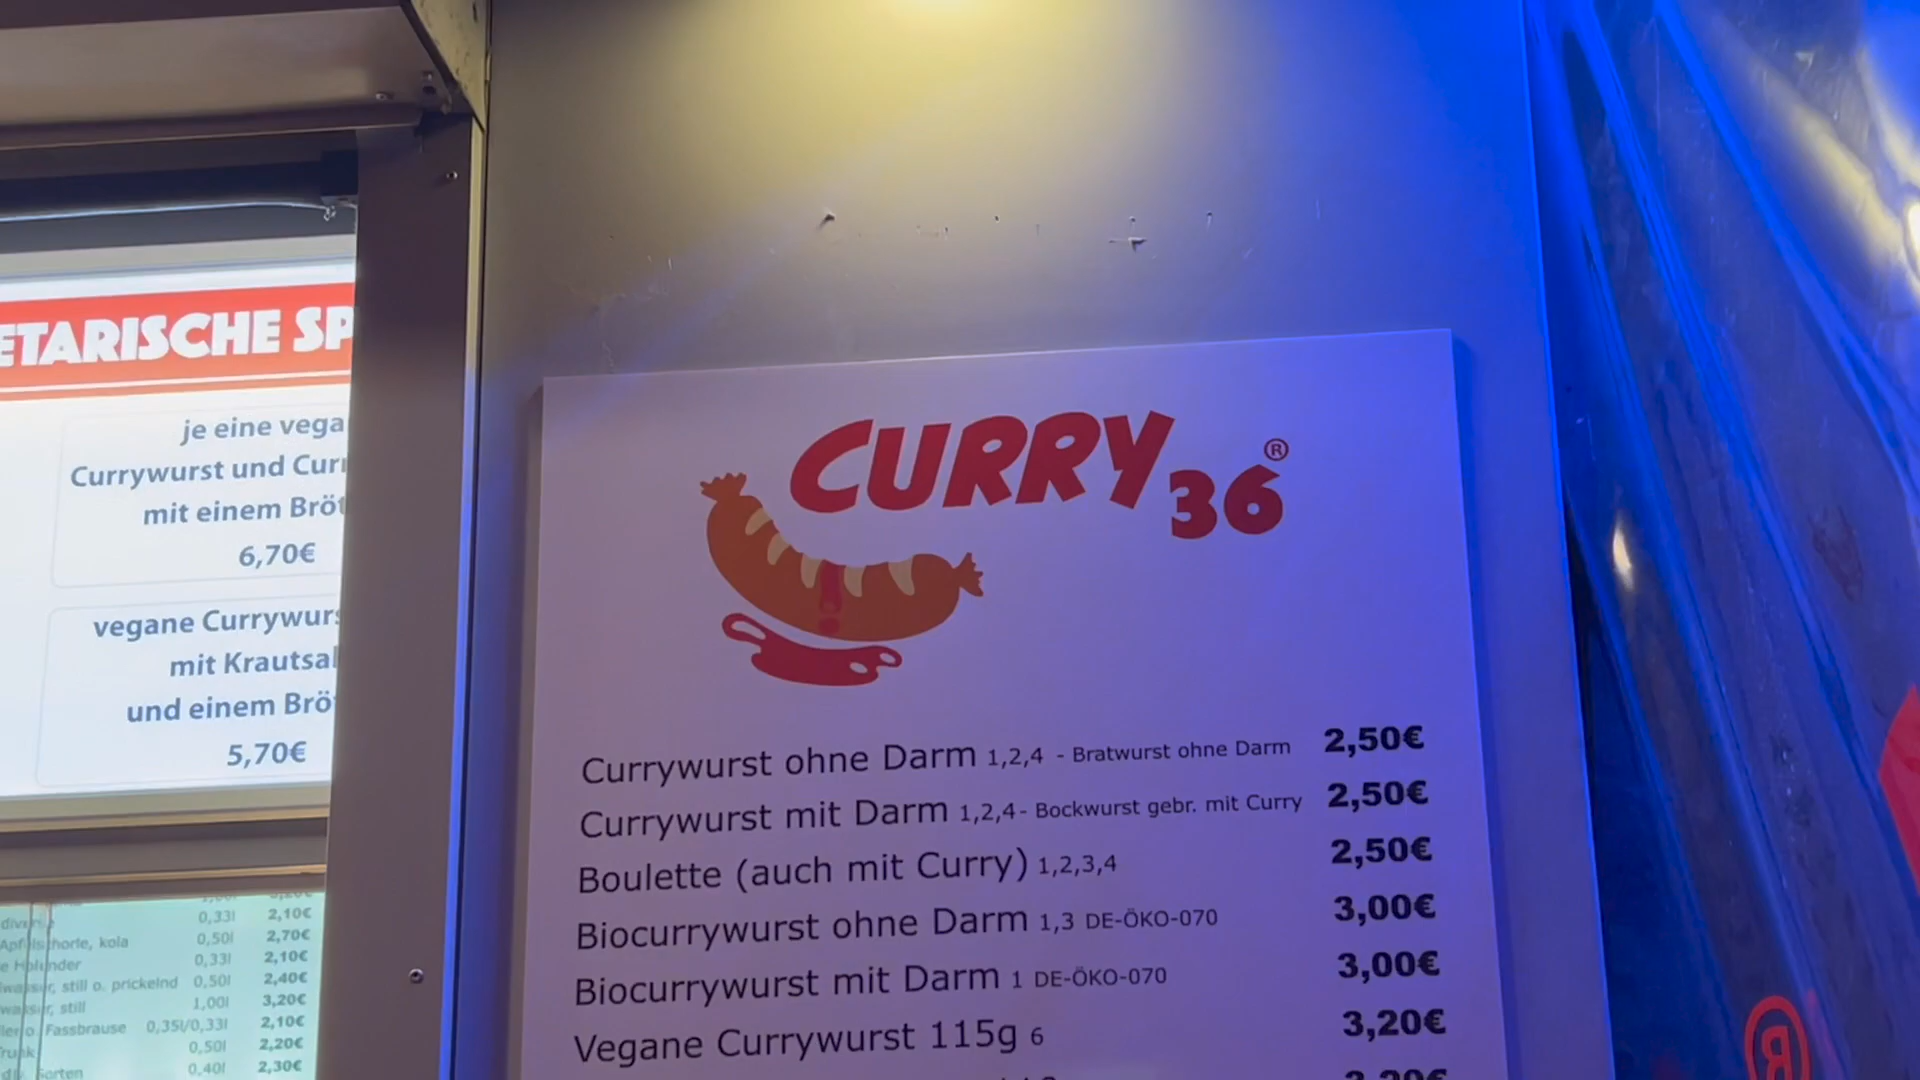 ETARISCHE SP
je eine vega
Currywurst und Curr
mit einem Bröt
6,70€
vegane Currywurs
mit Krautsal
und einem Brö
5,70€
0,33l 2,10€
Apfelschorle, kola 0,50l 2,70€
e Holunder 0,33l 2,10€
wasser, still o. prickelnd 0,50l 2,40€
wasser, still 1,00l 3,20€
ler o. Fassbrause 0,35l/0,33l 2,10€
Trunk 0,50l 2,20€
div. Sorten 0,40l 2,30€
CURRY 36®
Currywurst ohne Darm 1,2,4 - Bratwurst ohne Darm 2,50€
Currywurst mit Darm 1,2,4- Bockwurst gebr. mit Curry 2,50€
Boulette (auch mit Curry) 1,2,3,4 2,50€
Biocurrywurst ohne Darm 1,3 DE-ÖKO-070 3,00€
Biocurrywurst mit Darm 1 DE-ÖKO-070 3,00€
Vegane Currywurst 115g 6 3,20€
®